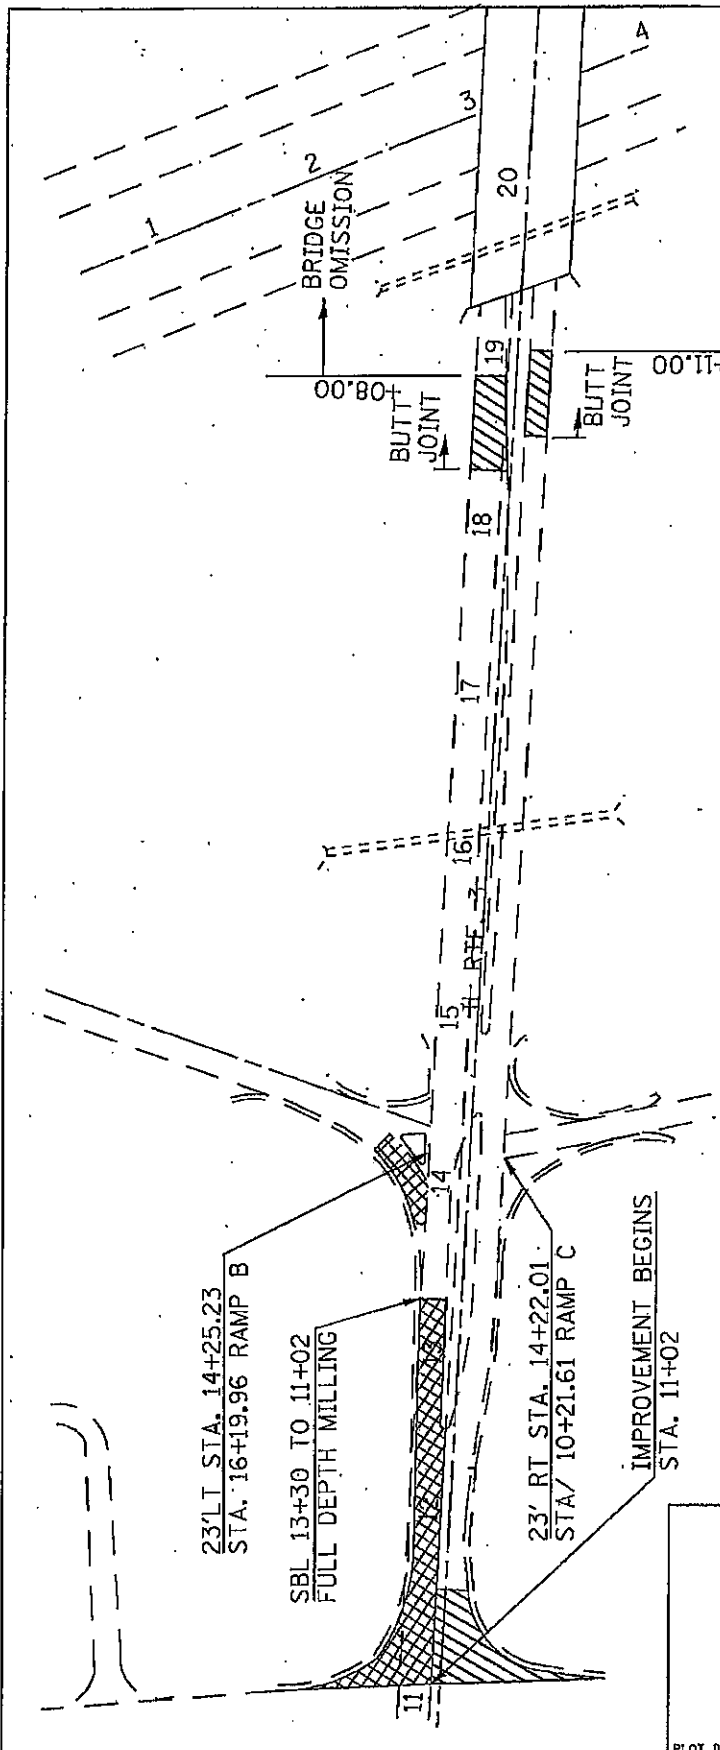 4
3
2
1
20
BRIDGE
OMISSION
19
+08.00
BUTT
JOINT
+11.00
BUTT
JOINT
18
17
16
15
14
23'LT STA. 14+25.23
STA. 16+19.96 RAMP B
SBL 13+30 TO 11+02
FULL DEPTH MILLING
23' RT STA. 14+22.01
STA/ 10+21.61 RAMP C
IMPROVEMENT BEGINS
STA. 11+02
11